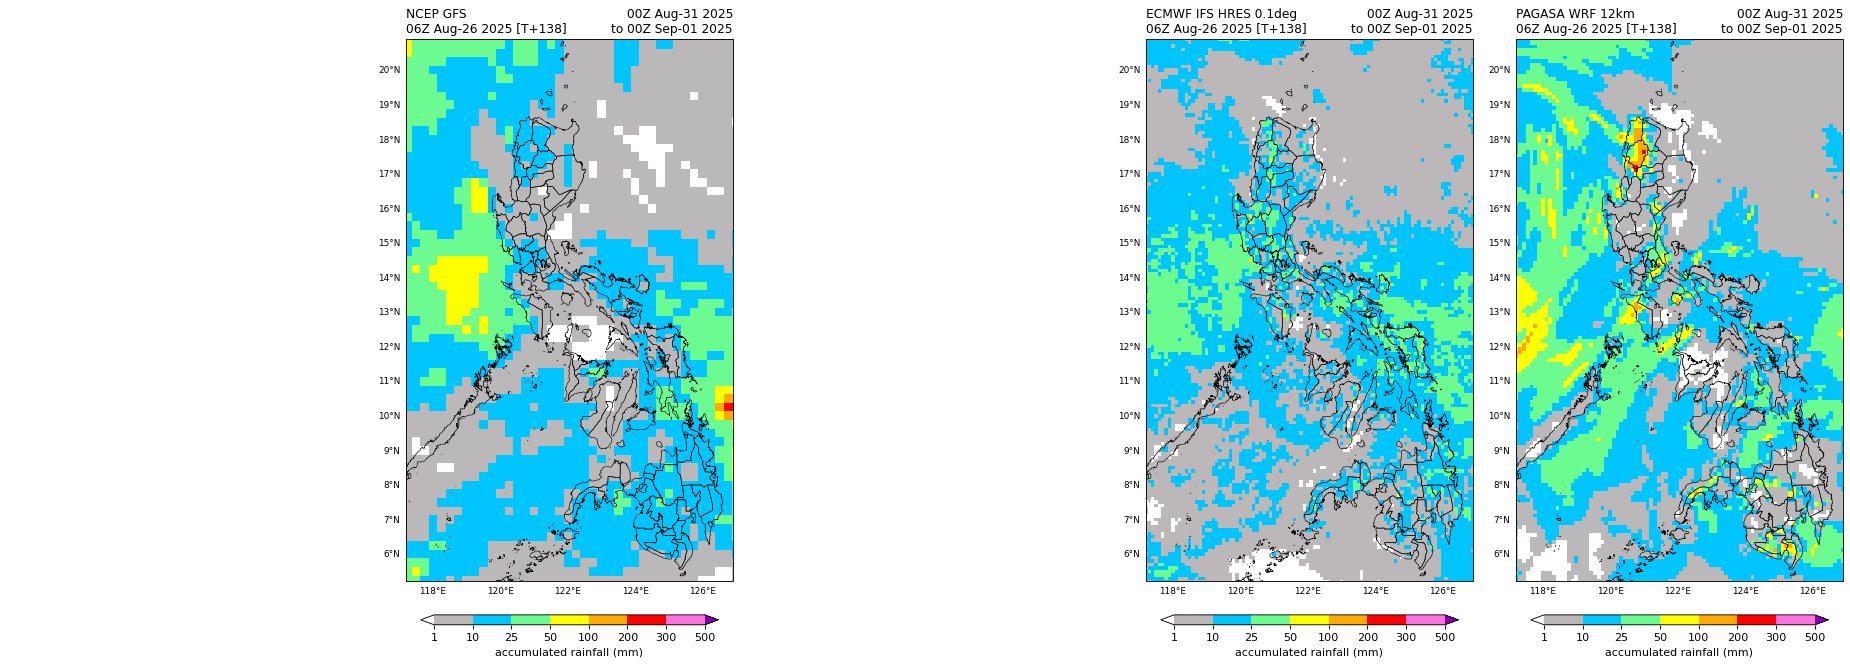 NCEP GFS 00Z Aug-31 2025
06Z Aug-26 2025 [T+138] to 00Z Sep-01 2025
20°N
19°N
18°N
17°N
16°N
15°N
14°N
13°N
12°N
11°N
10°N
9°N
8°N
7°N
6°N
118°E 120°E 122°E 124°E 126°E
1 10 25 50 100 200 300 500
accumulated rainfall (mm)
ECMWF IFS HRES 0.1deg 00Z Aug-31 2025
06Z Aug-26 2025 [T+138] to 00Z Sep-01 2025
20°N
19°N
18°N
17°N
16°N
15°N
14°N
13°N
12°N
11°N
10°N
9°N
8°N
7°N
6°N
118°E 120°E 122°E 124°E 126°E
1 10 25 50 100 200 300 500
accumulated rainfall (mm)
PAGASA WRF 12km 00Z Aug-31 2025
06Z Aug-26 2025 [T+138] to 00Z Sep-01 2025
20°N
19°N
18°N
17°N
16°N
15°N
14°N
13°N
12°N
11°N
10°N
9°N
8°N
7°N
6°N
118°E 120°E 122°E 124°E 126°E
1 10 25 50 100 200 300 500
accumulated rainfall (mm)